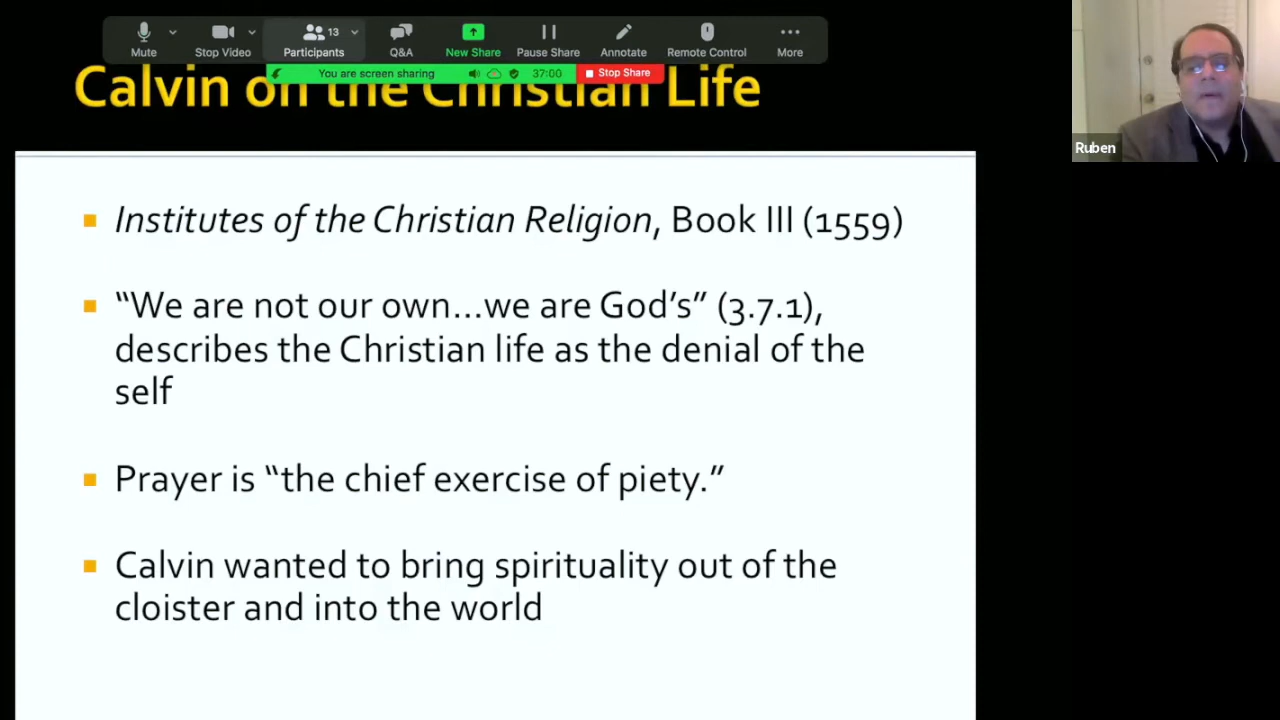 Mute
Stop Video
Participants
13
Q&A
New Share
Pause Share
Annotate
Remote Control
More
You are screen sharing
37:00
Stop Share
Calvin on the Christian Life
Ruben
Institutes of the Christian Religion, Book III (1559)
“We are not our own…we are God’s” (3.7.1),
describes the Christian life as the denial of the
self
Prayer is “the chief exercise of piety.”
Calvin wanted to bring spirituality out of the
cloister and into the world